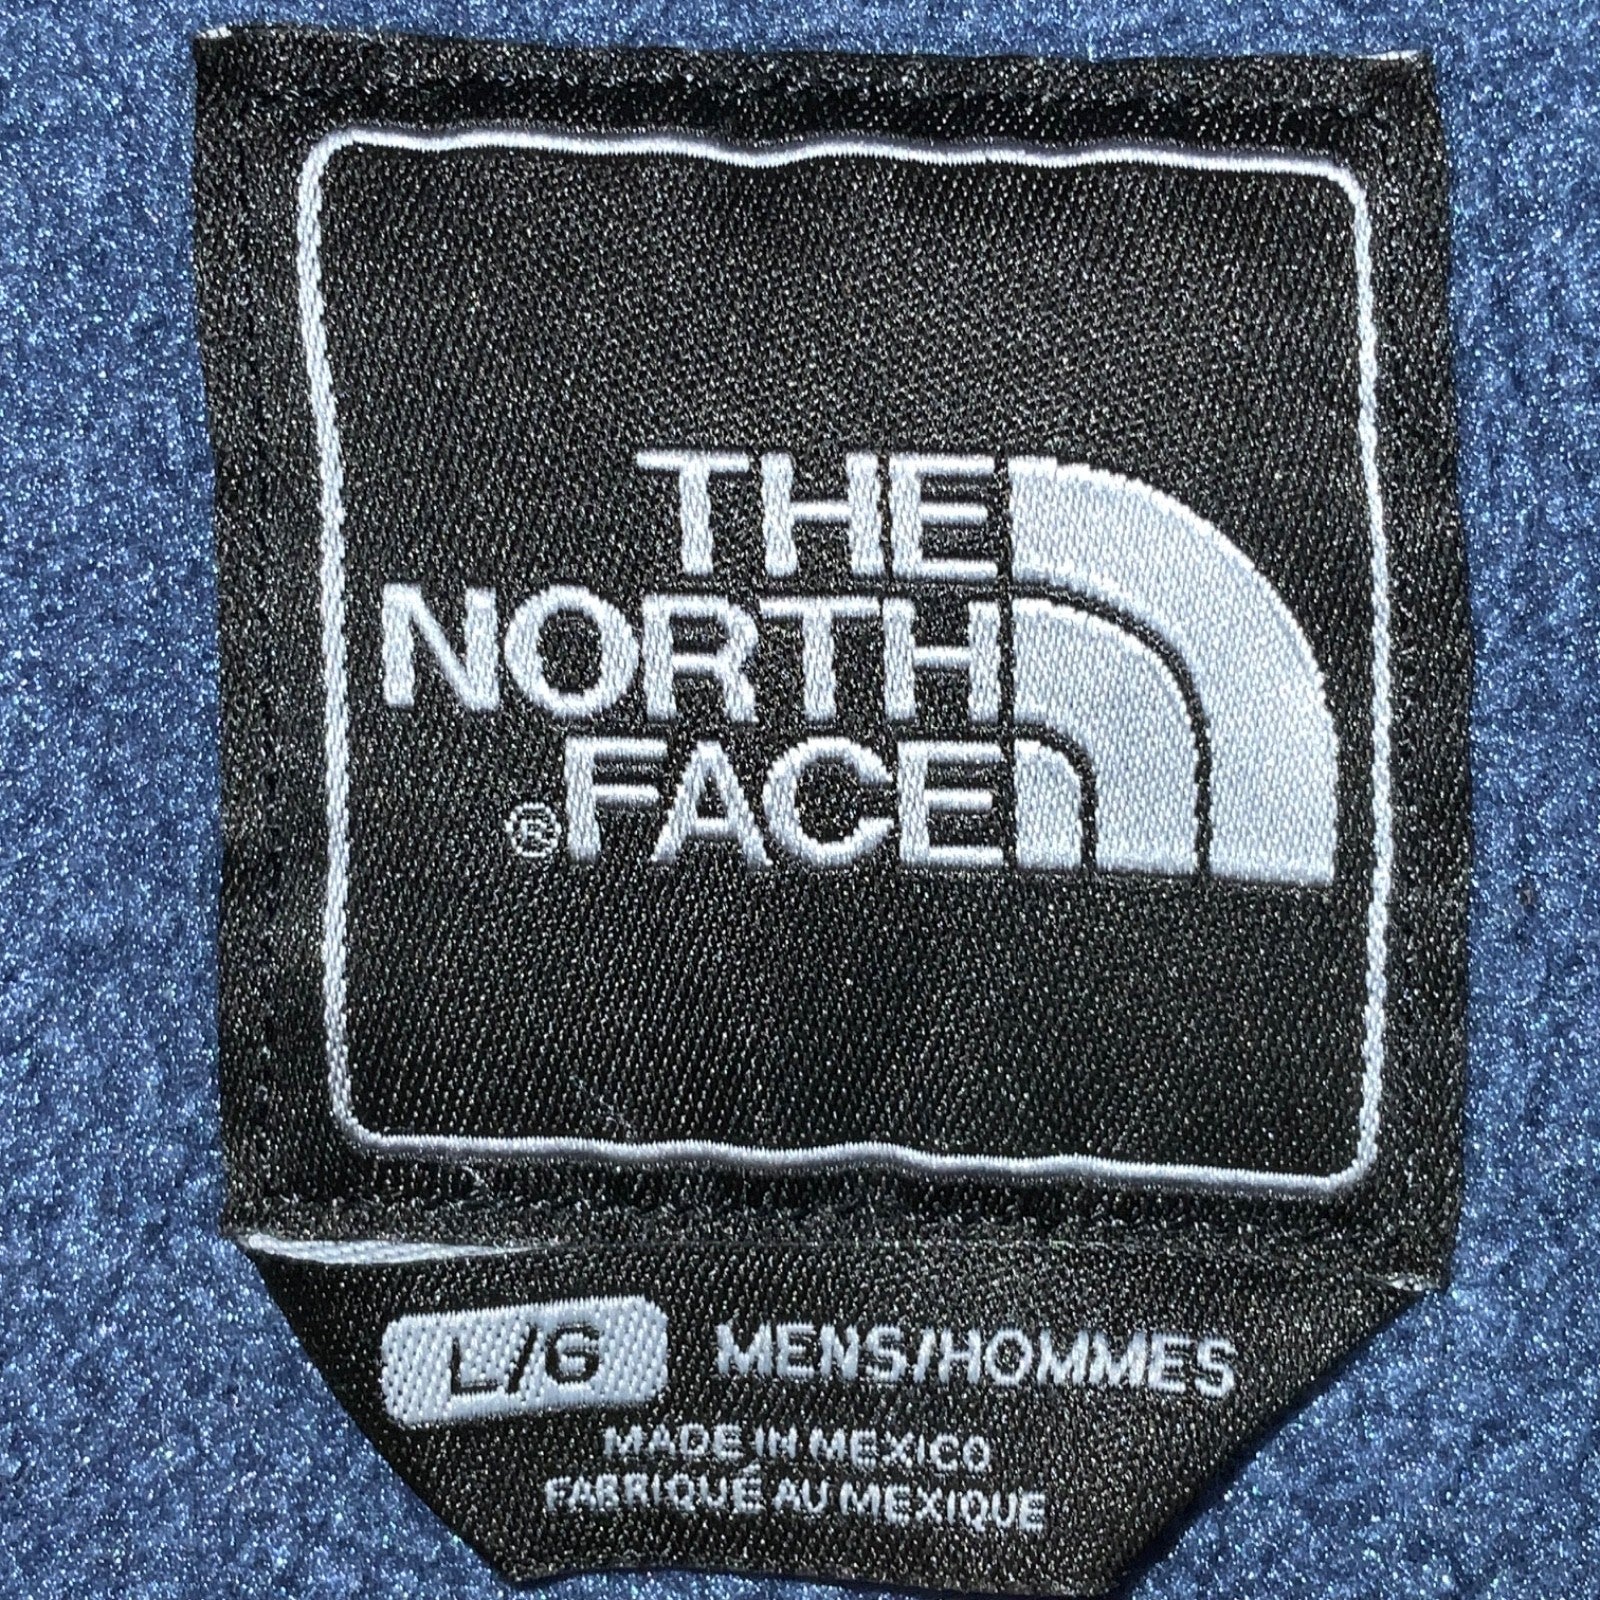 THE
NORTH
®FACE
L/G MENS/HOMMES
MADE IN MEXICO
FABRIQUÉ AU MEXIQUE